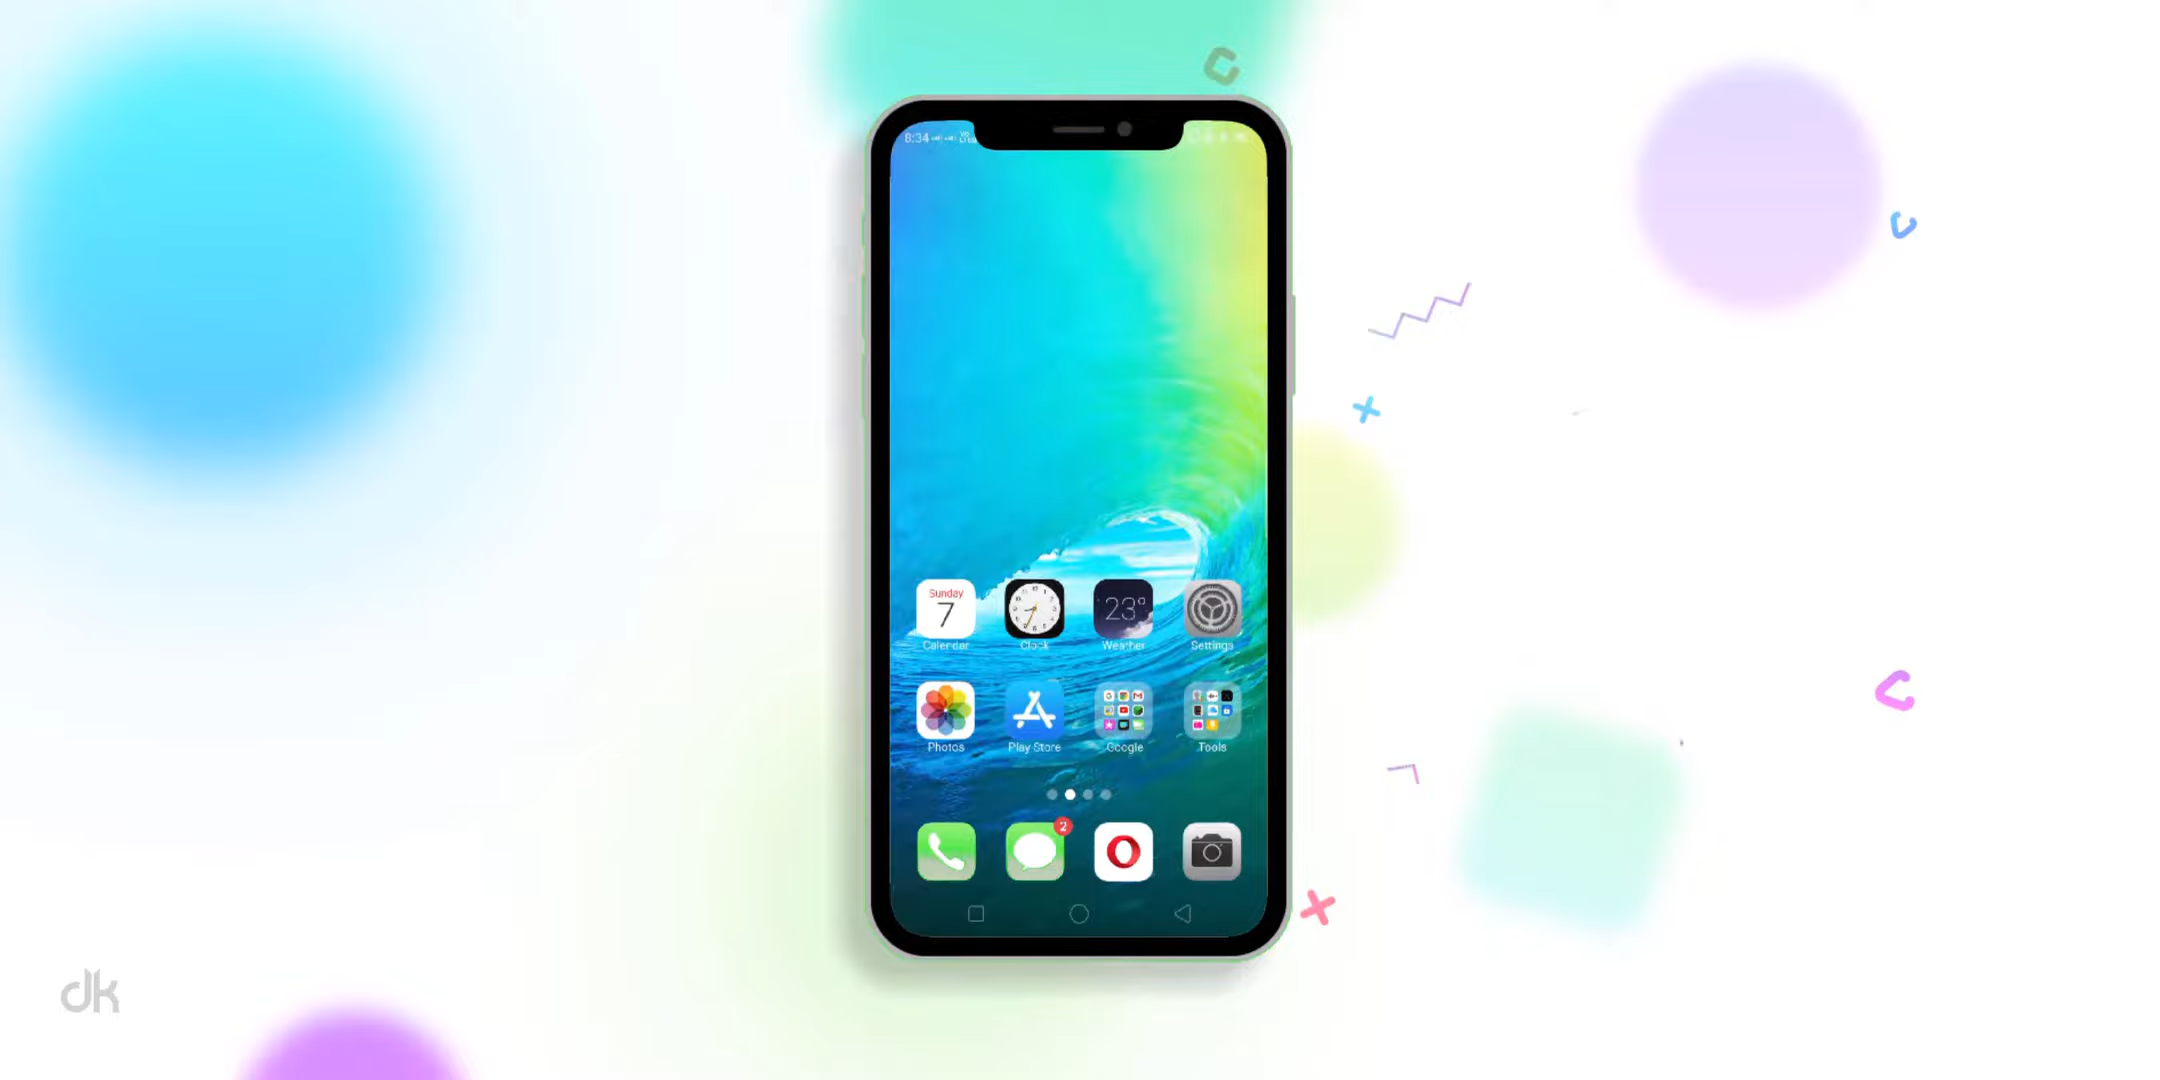 8:34
Sunday
7
23°
Calendar Clock Weather Settings
Photos Play Store Google Tools
2
dk